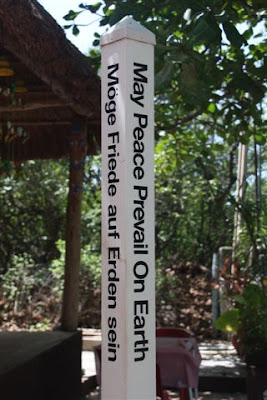 Möge Friede auf Erden sein
May Peace Prevail On Earth